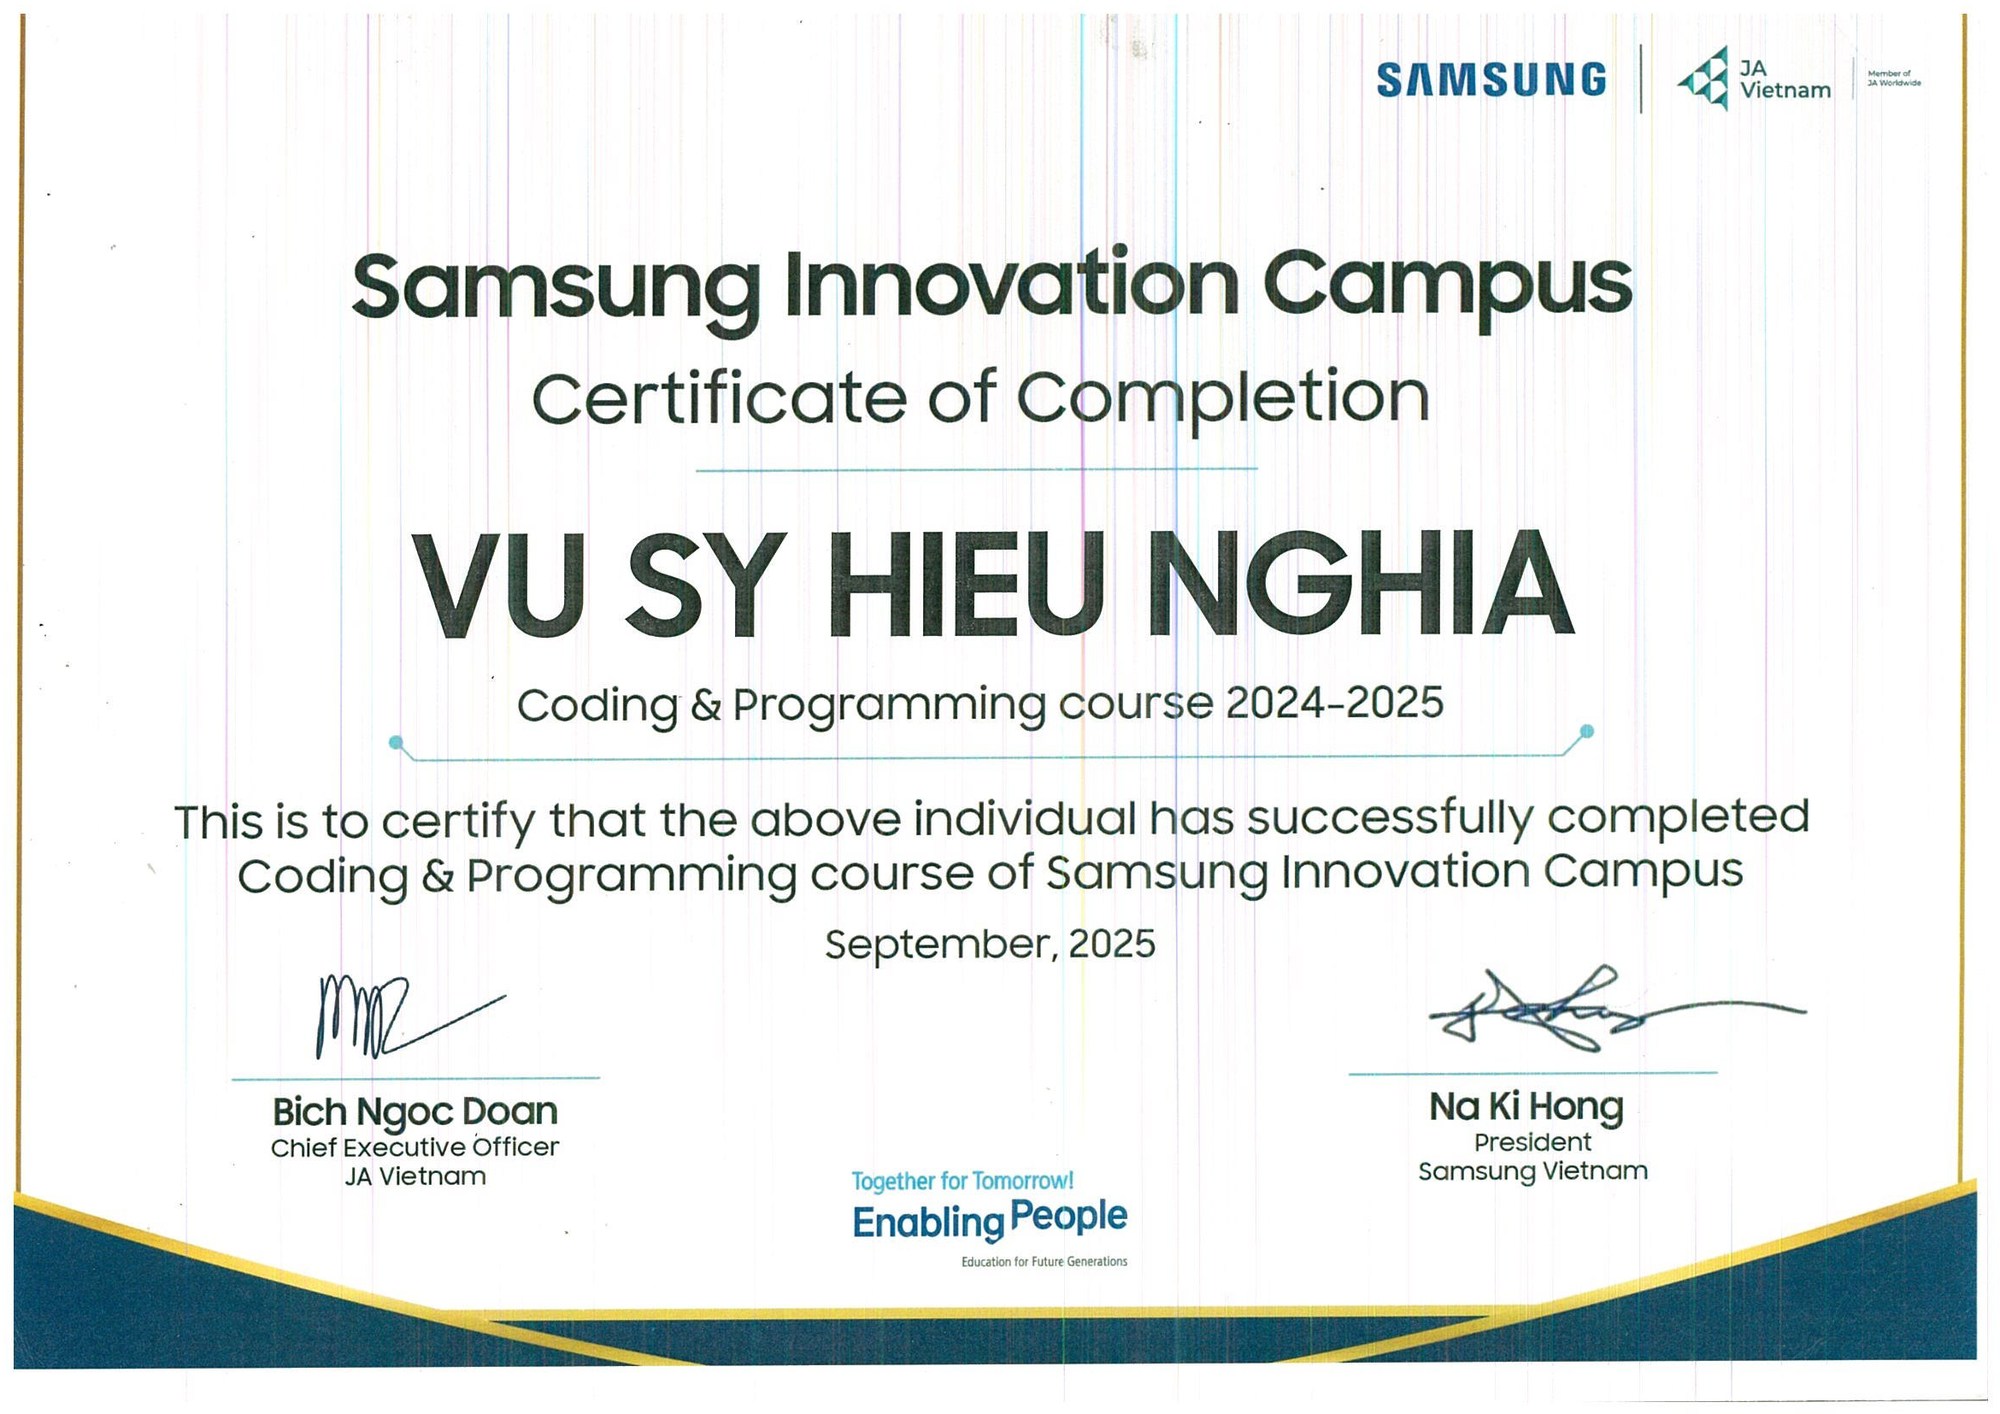 SAMSUNG
JA
Vietnam
Member of
JA Worldwide
Samsung Innovation Campus
Certificate of Completion
VU SY HIEU NGHIA
Coding & Programming course 2024-2025
This is to certify that the above individual has successfully completed
Coding & Programming course of Samsung Innovation Campus
September, 2025
Bich Ngoc Doan
Chief Executive Officer
JA Vietnam
Na Ki Hong
President
Samsung Vietnam
Together for Tomorrow!
Enabling People
Education for Future Generations